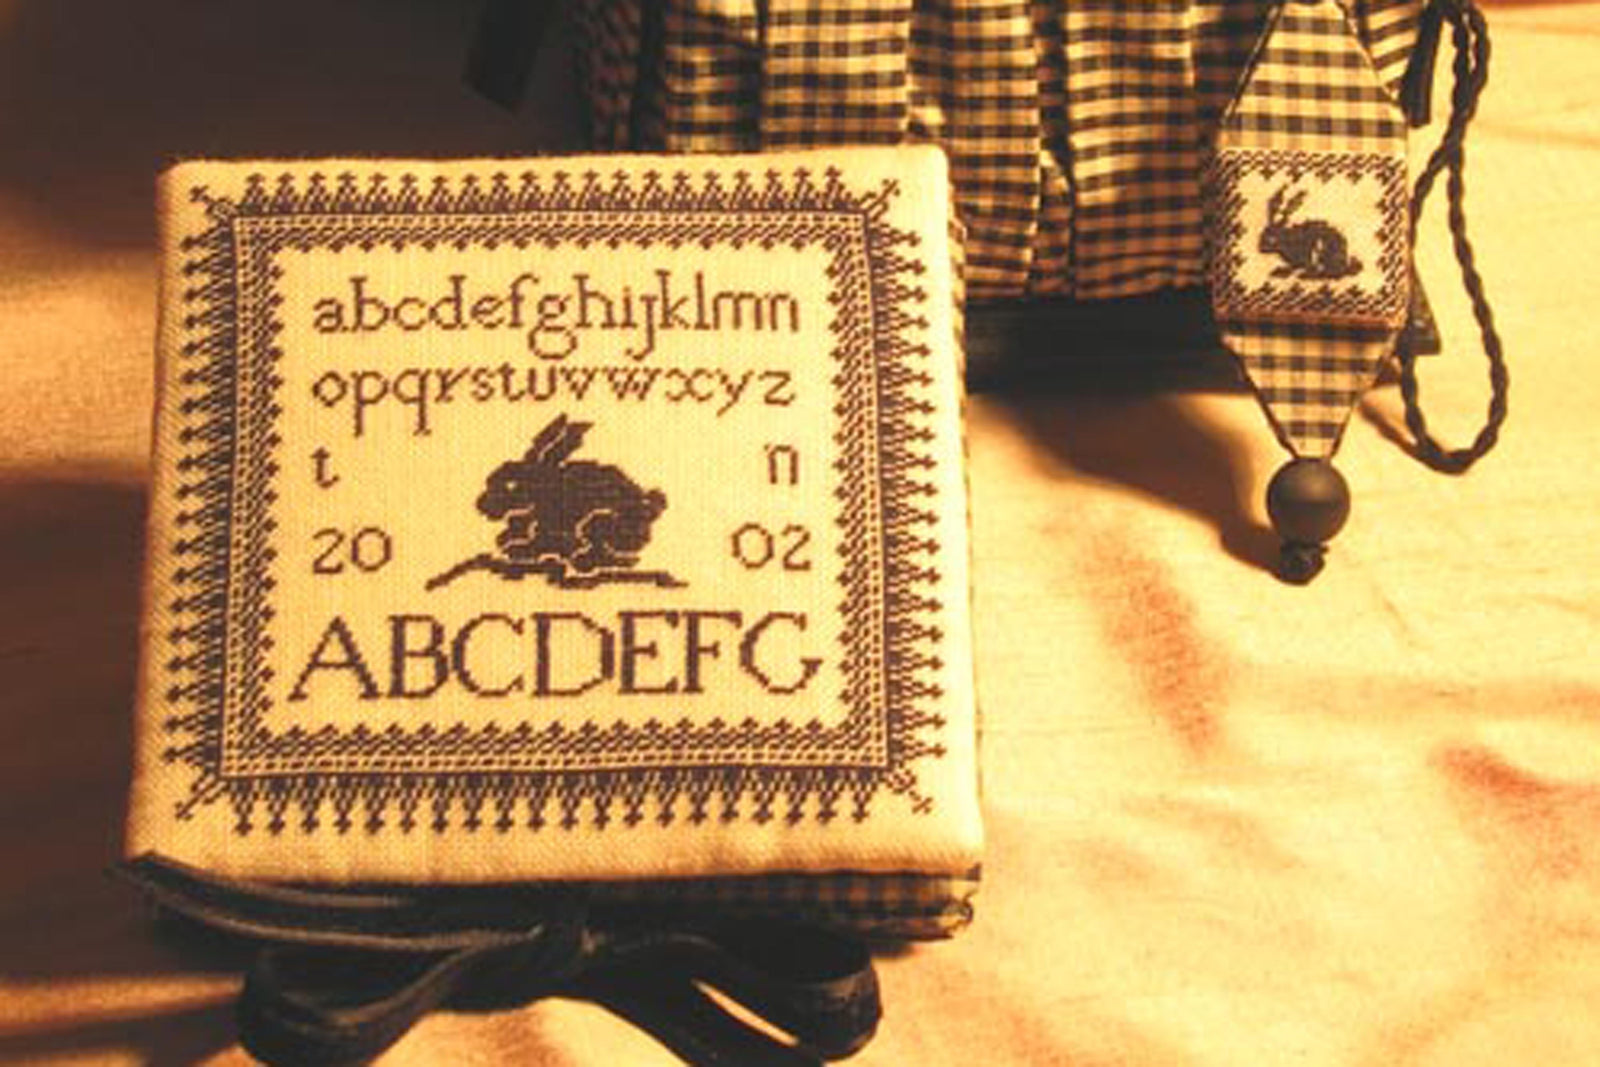 abcdefghijklmn
opqrstuvwxyz
t n
20 02
ABCDEFG